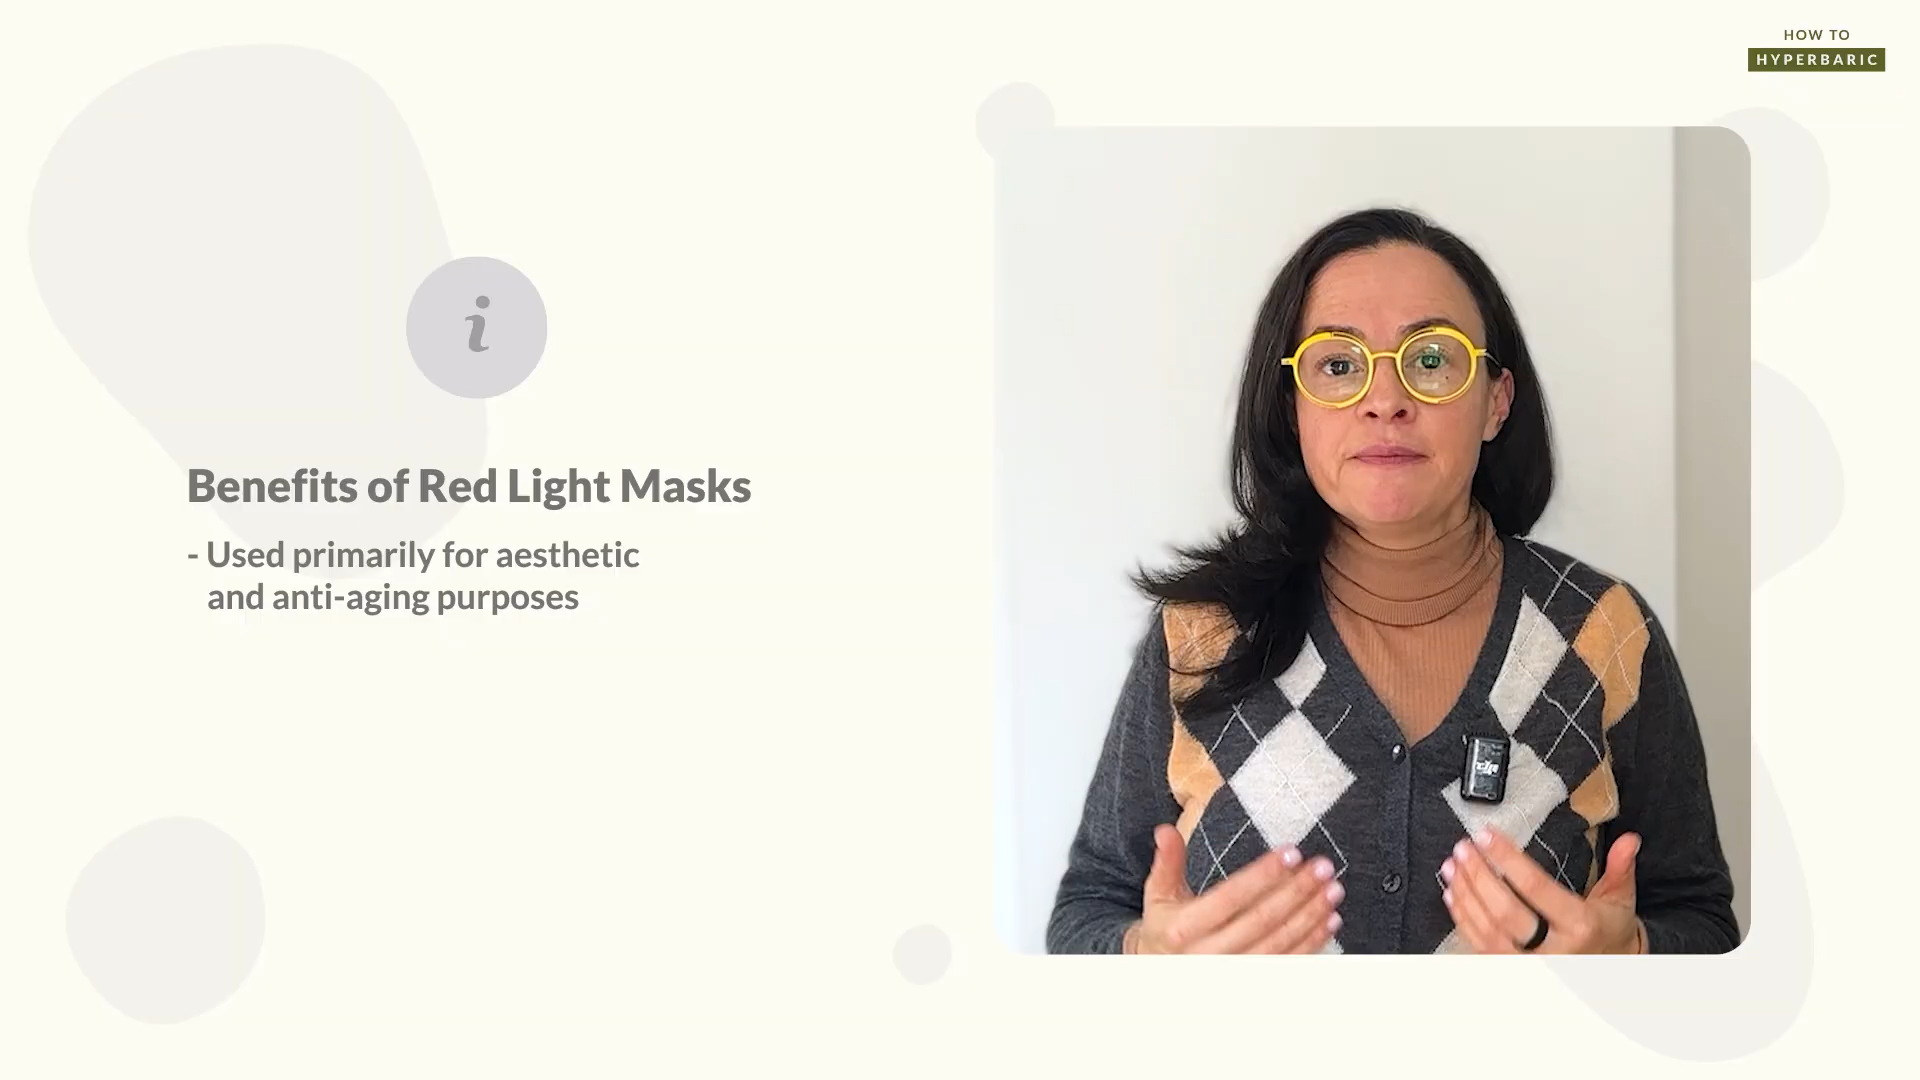 HOW TO
HYPERBARIC
i
Benefits of Red Light Masks
- Used primarily for aesthetic
and anti-aging purposes